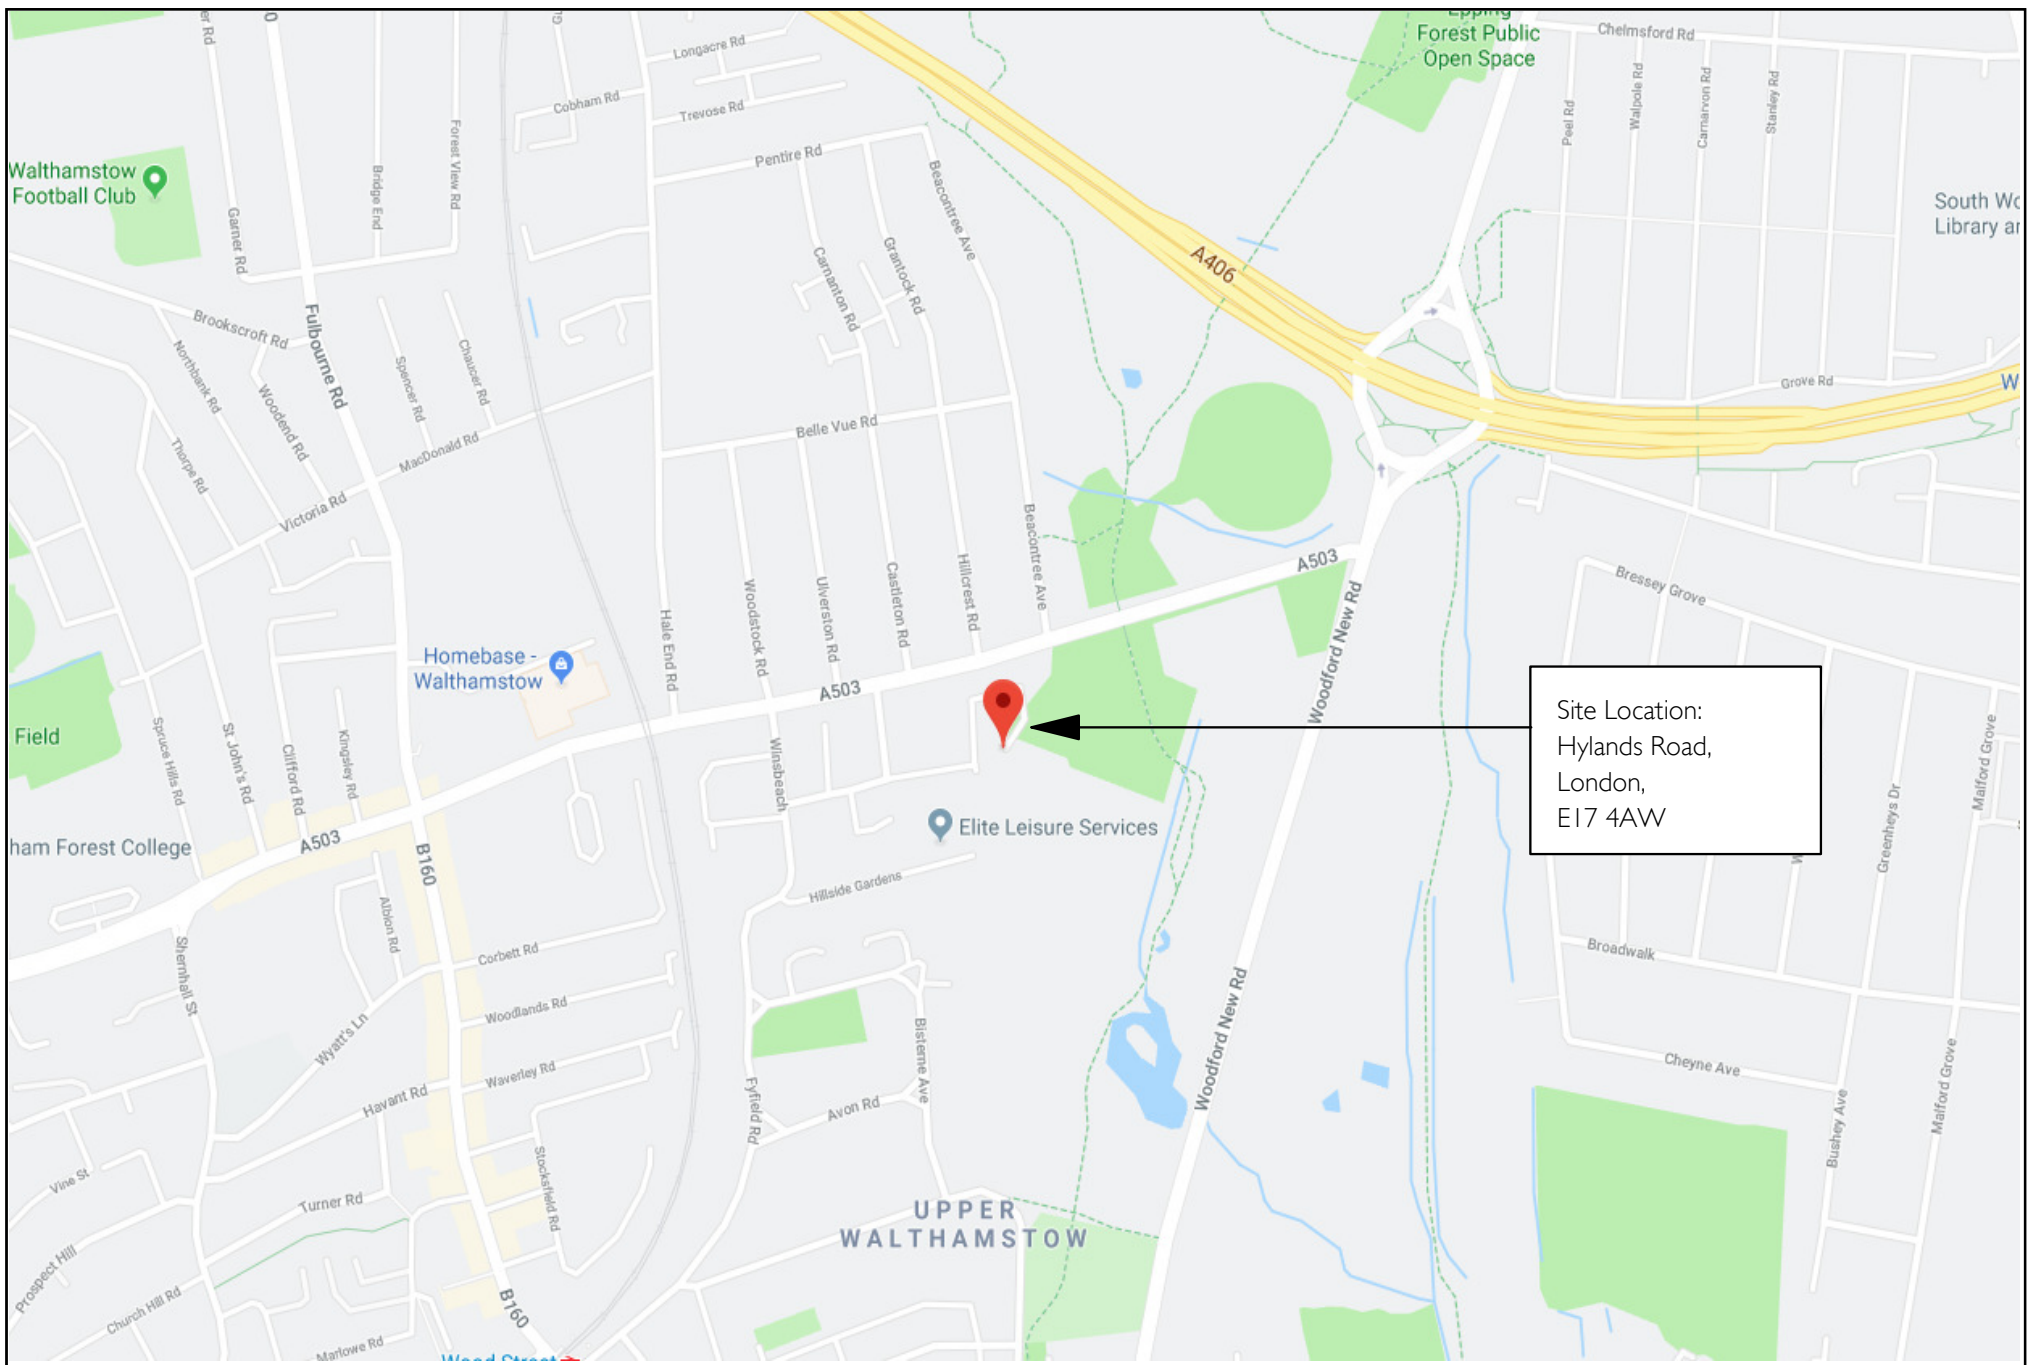 Epping
Forest Public
Open Space
Chelmsford Rd
Longacre Rd
Cobham Rd
Trevose Rd
Pentire Rd
Peel Rd
Walpole Rd
Carnarvon Rd
Stanley Rd
Walthamstow
Football Club
Garner Rd
Bridge End
Forest View Rd
Beacontree Ave
South Wo
Library an
A406
Carnanton Rd
Grantock Rd
Brookscroft Rd
Fulbourne Rd
Northbank Rd
Woodend Rd
Spencer Rd
Chaucer Rd
Grove Rd
W
Thorpe Rd
MacDonald Rd
Belle Vue Rd
Victoria Rd
Beacontree Ave
A503
Woodstock Rd
Ulverston Rd
Castleton Rd
Hillcrest Rd
Hale End Rd
Bressey Grove
Woodford New Rd
Homebase -
Walthamstow
A503
Site Location:
Hylands Road,
London,
E17 4AW
Field
Spruce Hills Rd
St John's Rd
Clifford Rd
Kingsley Rd
Winsbeach
Malford Grove
Greenheys Dr
ham Forest College
A503
B160
Elite Leisure Services
Hillside Gardens
Albion Rd
Shernhall St
Corbett Rd
Broadwalk
Woodlands Rd
Wyatt's Ln
Bisterne Ave
Woodford New Rd
Waverley Rd
Havant Rd
Fyfield Rd
Avon Rd
Cheyne Ave
Bushey Ave
Malford Grove
Vine St
Stocksfield Rd
Turner Rd
UPPER
WALTHAMSTOW
Prospect Hill
Church Hill Rd
B160
Marlowe Rd
Wood Street